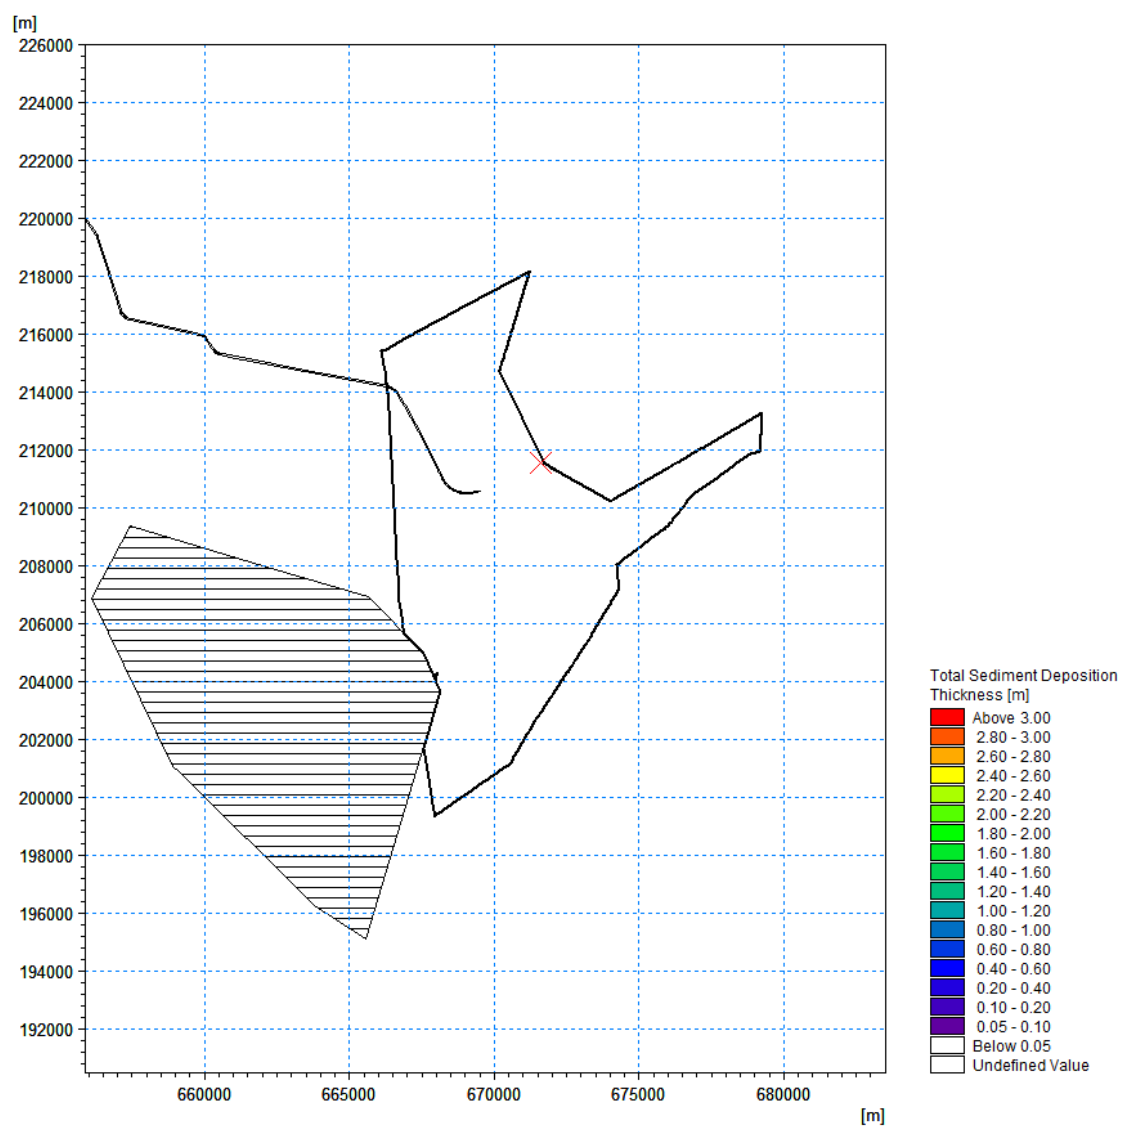 [m]
226000
224000
222000
220000
218000
216000
214000
212000
210000
208000
206000
204000
202000
200000
198000
196000
194000
192000
660000 665000 670000 675000 680000
[m]
Total Sediment Deposition
Thickness [m]
Above 3.00
2.80 - 3.00
2.60 - 2.80
2.40 - 2.60
2.20 - 2.40
2.00 - 2.20
1.80 - 2.00
1.60 - 1.80
1.40 - 1.60
1.20 - 1.40
1.00 - 1.20
0.80 - 1.00
0.60 - 0.80
0.40 - 0.60
0.20 - 0.40
0.10 - 0.20
0.05 - 0.10
Below 0.05
Undefined Value